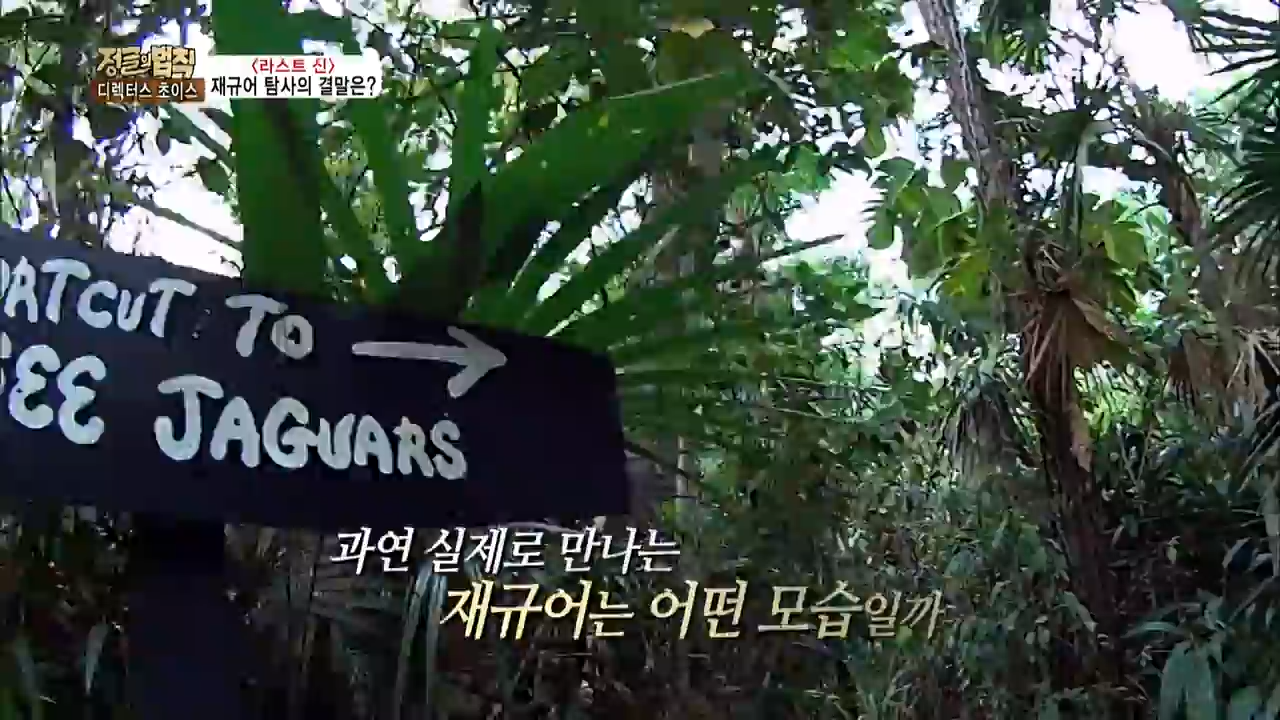 정글의 법칙
디렉터스 초이스
<라스트 신>
재규어 탐사의 결말은?
TO
JAGUARS
과연 실제로 만나는
재규어는 어떤 모습일까